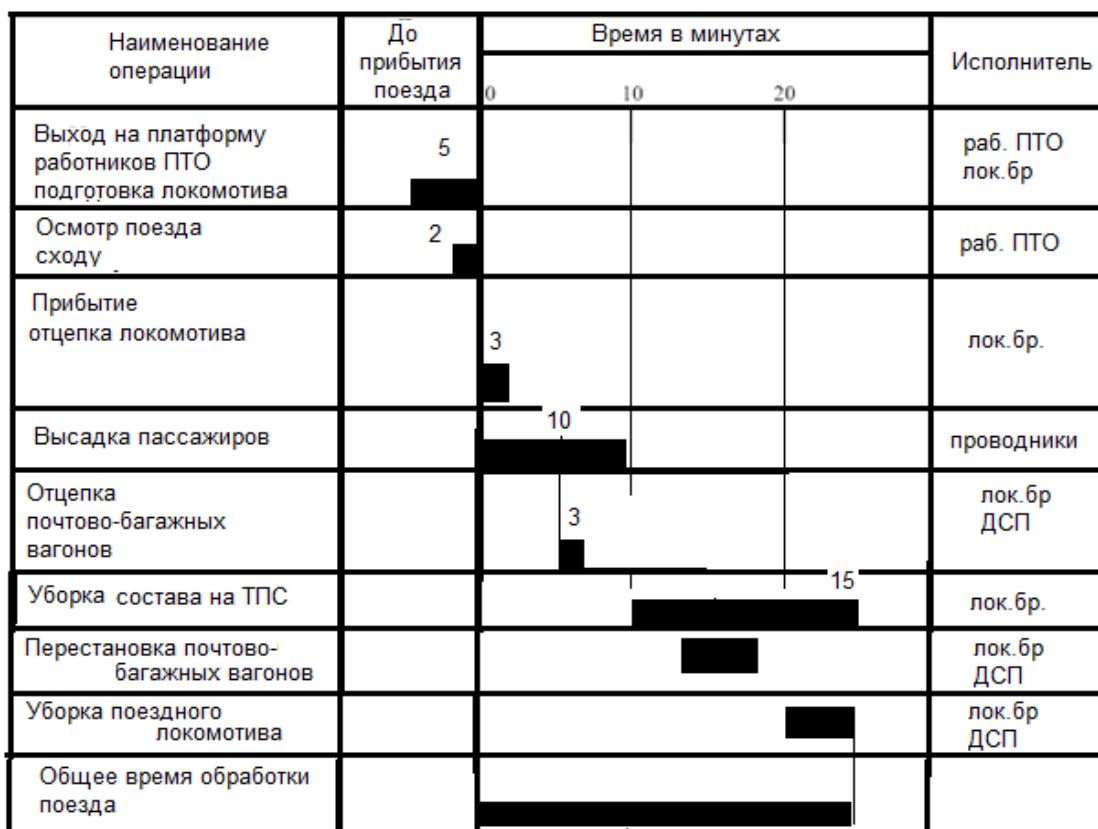 Наименование
операции
До
прибытия
поезда
Время в минутах
Исполнитель
0 10 20
Выход на платформу
работников ПТО
подготовка локомотива
5
раб. ПТО
лок.бр
Осмотр поезда
сходу
2
раб. ПТО
Прибытие
отцепка локомотива
3
лок.бр.
Высадка пассажиров
10
проводники
Отцепка
почтово-багажных
вагонов
3
лок.бр
ДСП
Уборка состава на ТПС
15
лок.бр.
Перестановка почтово-
багажных вагонов
лок.бр
ДСП
Уборка поездного
локомотива
лок.бр
ДСП
Общее время обработки
поезда